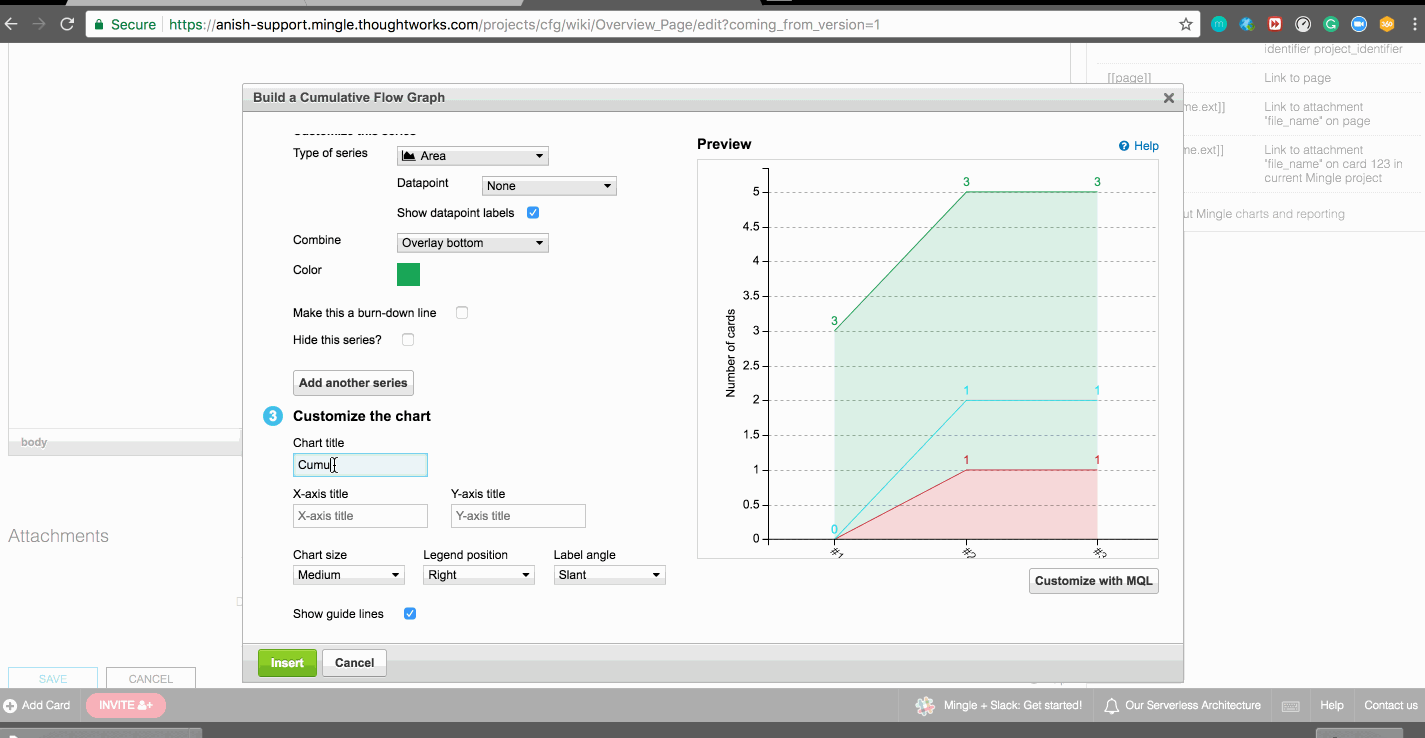 Secure https://anish-support.mingle.thoughtworks.com/projects/cfg/wiki/Overview_Page/edit?coming_from_version=1
identifier project_identifier
[[page]] Link to page
me.ext]] Link to attachment
"file_name" on page
me.ext]] Link to attachment
"file_name" on card 123 in
current Mingle project
ut Mingle charts and reporting
Build a Cumulative Flow Graph
Customize this series
Type of series Area
Datapoint None
Show datapoint labels
Combine Overlay bottom
Color
Make this a burn-down line
Hide this series?
Add another series
3 Customize the chart
Chart title
Cumu
X-axis title Y-axis title
X-axis title Y-axis title
Chart size Legend position Label angle
Medium Right Slant
Show guide lines
Insert Cancel
Preview Help
Number of cards
5
4.5
4
3.5
3
2.5
2
1.5
1
0.5
0
3 3
3
1 1
1 1
0
#1 #2 #3
Customize with MQL
body
Attachments
SAVE CANCEL
Add Card INVITE Mingle + Slack: Get started! Our Serverless Architecture Help Contact us